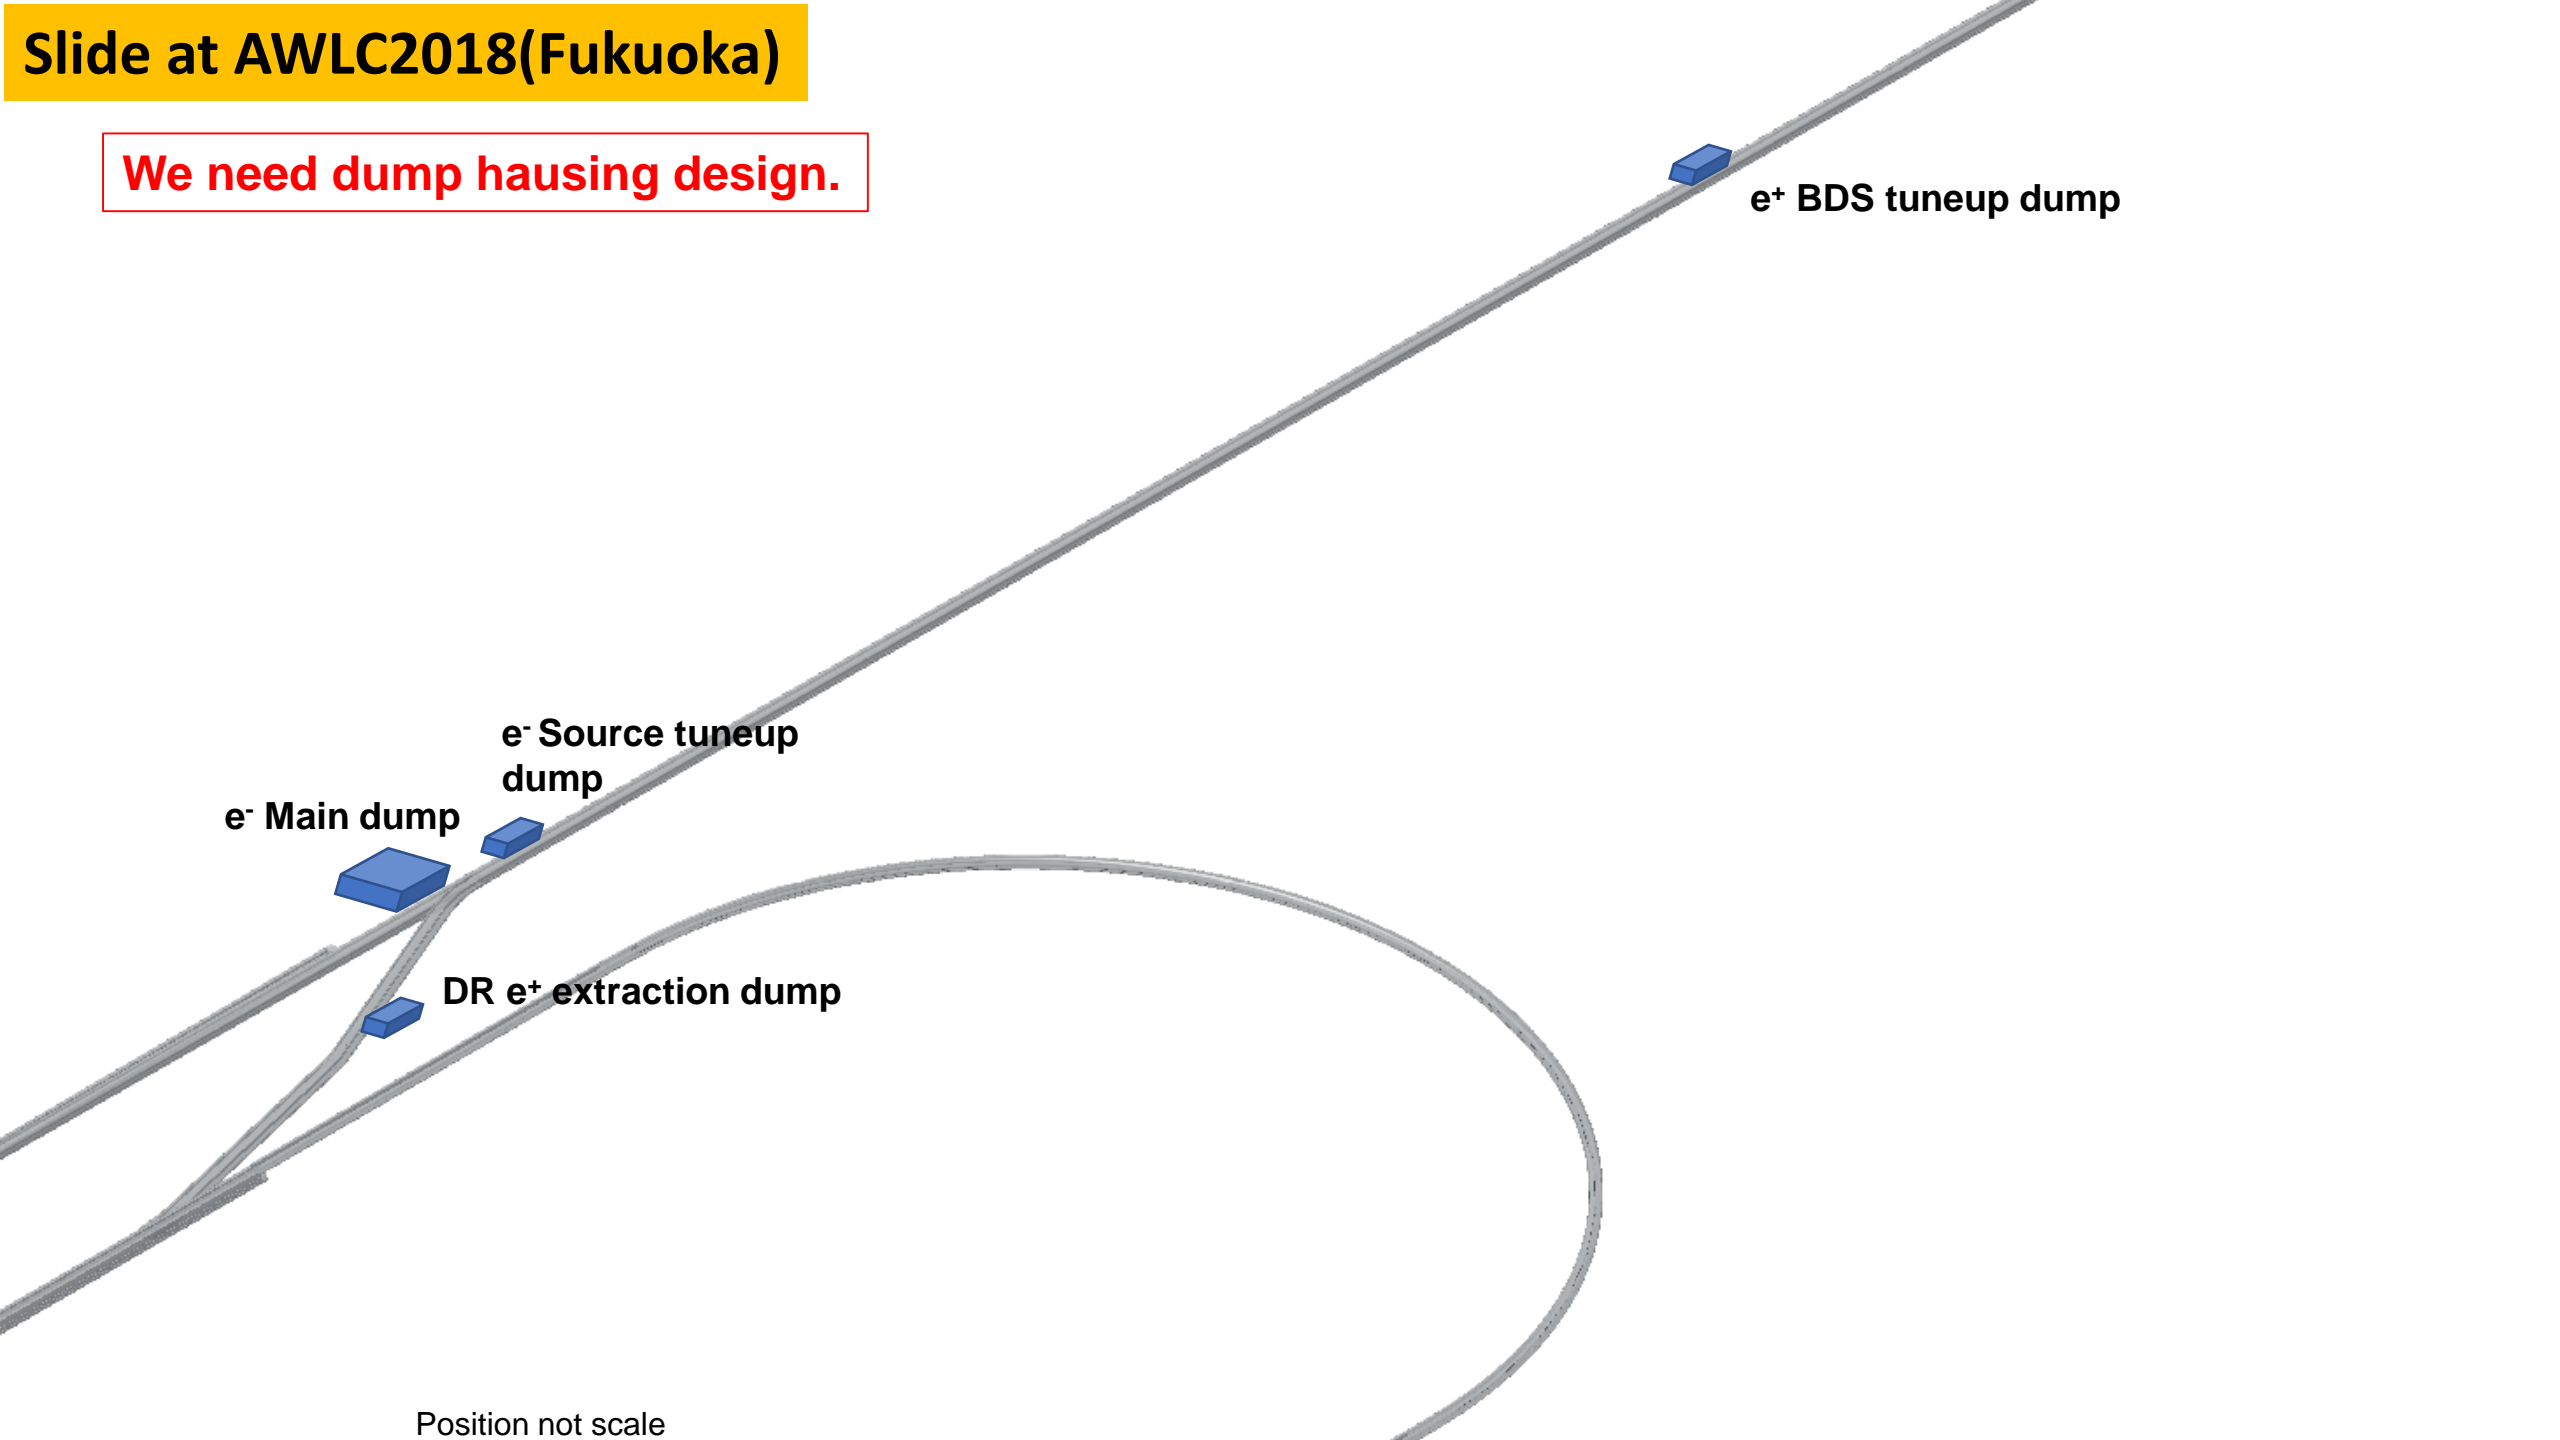 Slide at AWLC2018(Fukuoka)
We need dump hausing design.
e⁺ BDS tuneup dump
e⁻ Source tuneup
dump
e⁻ Main dump
DR e⁺ extraction dump
Position not scale